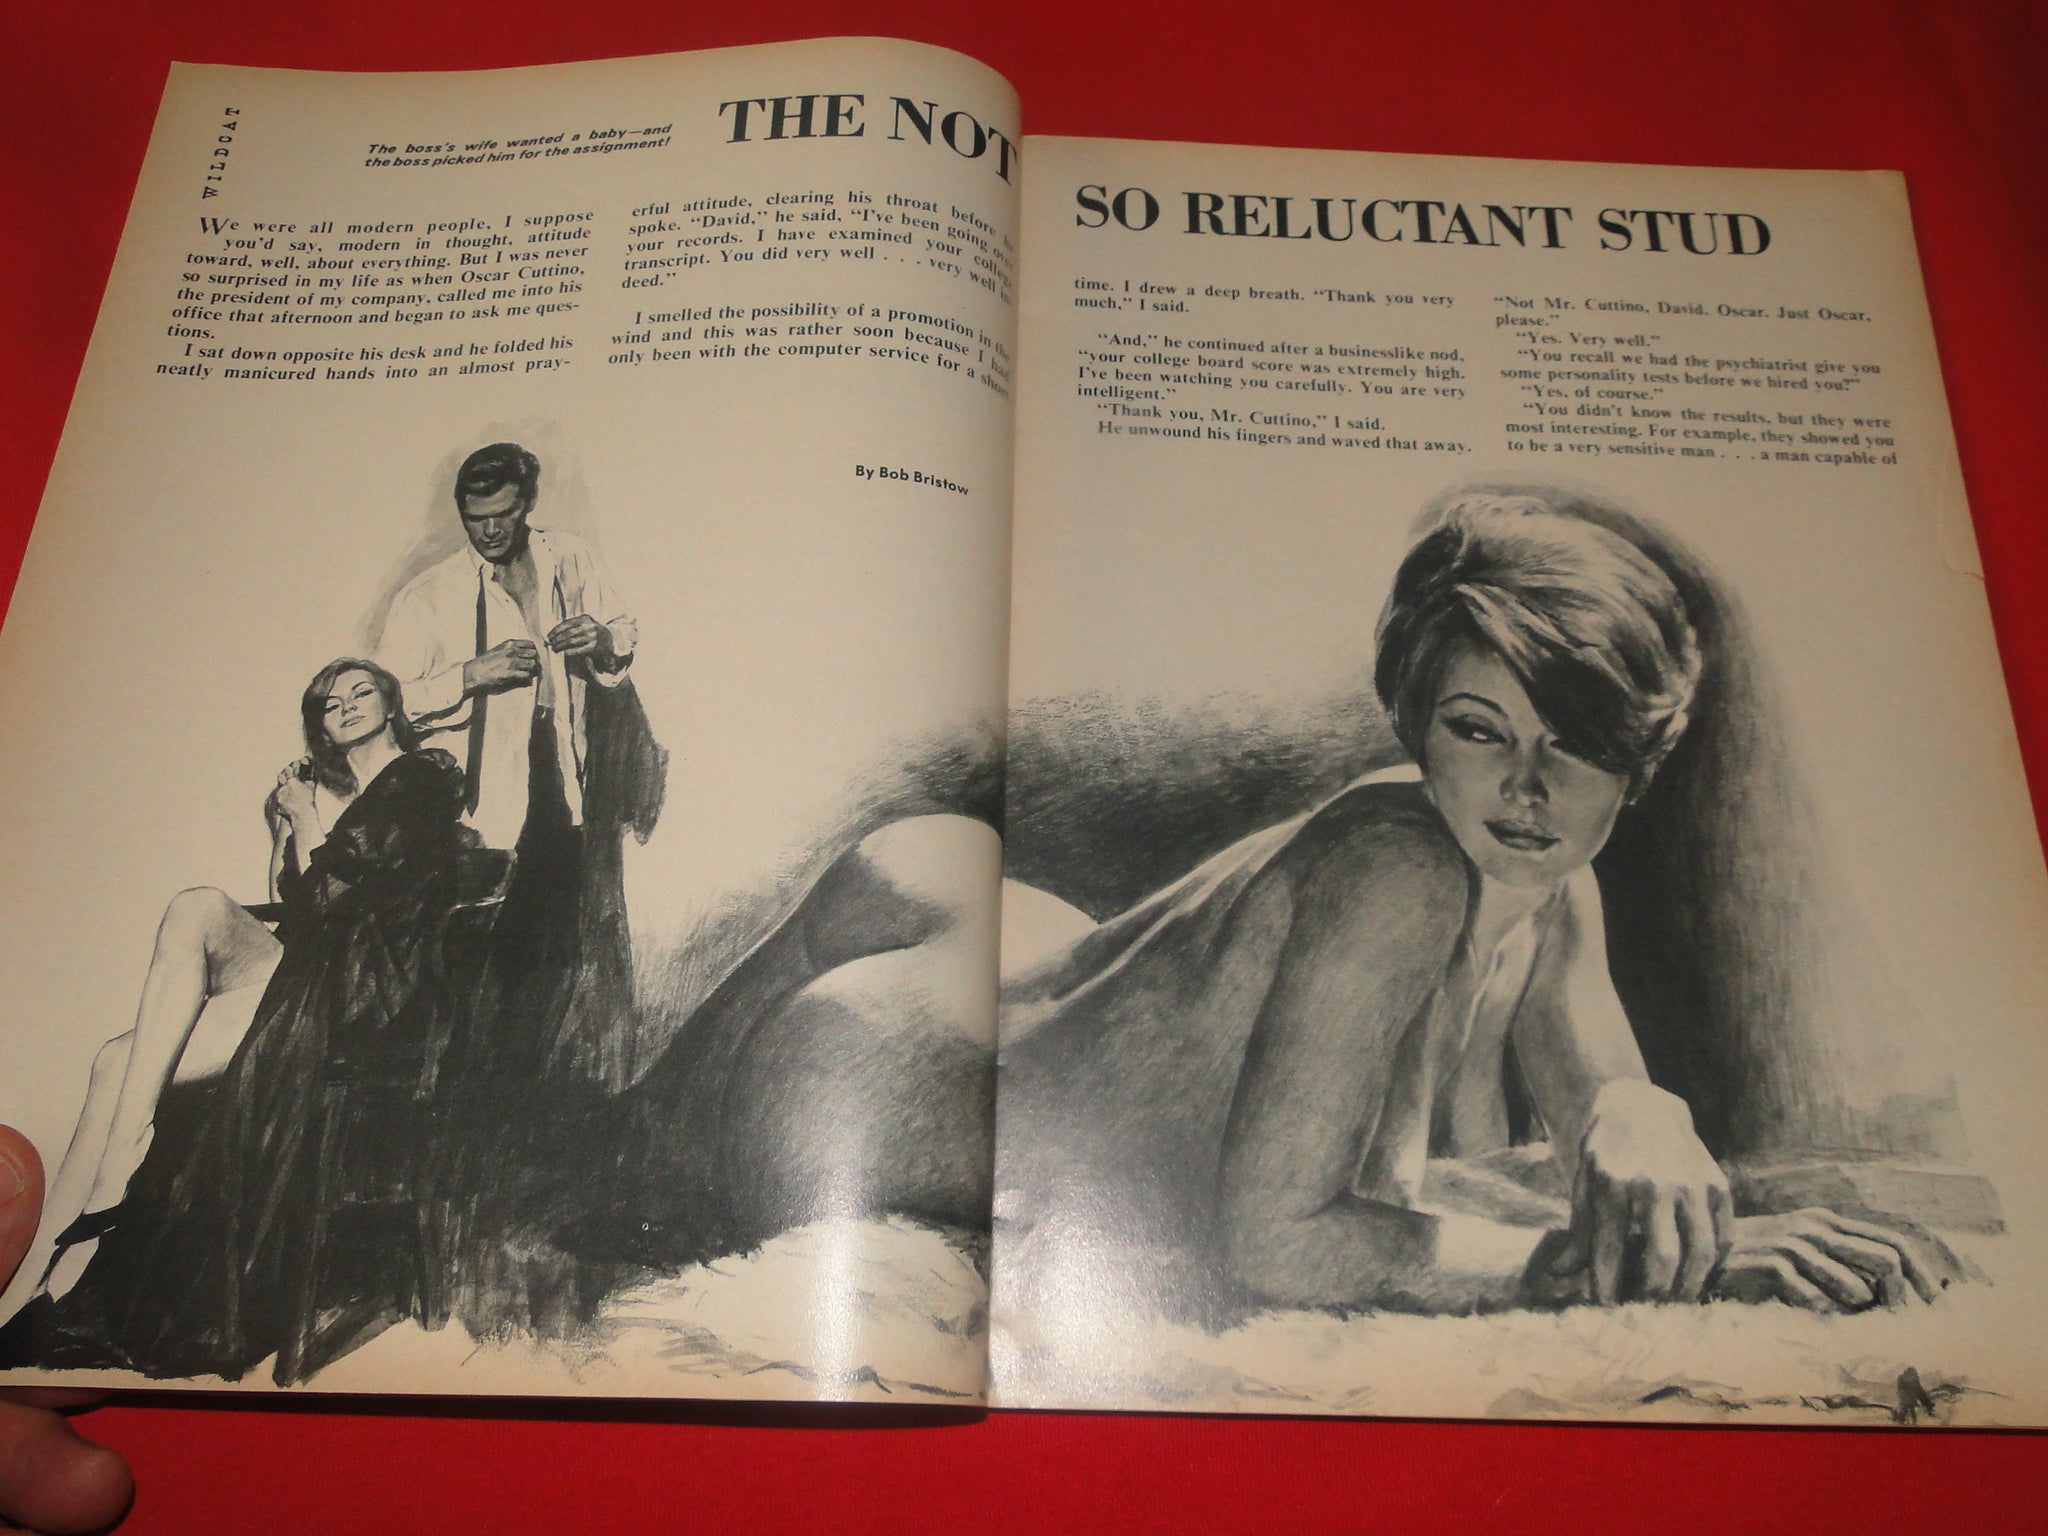 WILDCAT
The boss's wife wanted a baby—and
the boss picked him for the assignment!
THE NOT
SO RELUCTANT STUD
We were all modern people, I suppose
you'd say, modern in thought, attitude
toward, well, about everything. But I was never
so surprised in my life as when Oscar Cuttino,
the president of my company, called me into his
office that afternoon and began to ask me ques-
tions.
I sat down opposite his desk and he folded his
neatly manicured hands into an almost pray-
erful attitude, clearing his throat before
spoke. "David," he said, "I've been going over
your records. I have examined your college
transcript. You did very well . . . very well in-
deed."
I smelled the possibility of a promotion in the
wind and this was rather soon because I had
only been with the computer service for a short
By Bob Bristow
time. I drew a deep breath. "Thank you very
much," I said.
"And," he continued after a businesslike nod,
"your college board score was extremely high.
I've been watching you carefully. You are very
intelligent."
"Thank you, Mr. Cuttino," I said.
He unwound his fingers and waved that away.
"Not Mr. Cuttino, David. Oscar. Just Oscar,
please."
"Yes. Very well."
"You recall we had the psychiatrist give you
some personality tests before we hired you?"
"Yes, of course."
"You didn't know the results, but they were
most interesting. For example, they showed you
to be a very sensitive man . . . a man capable of